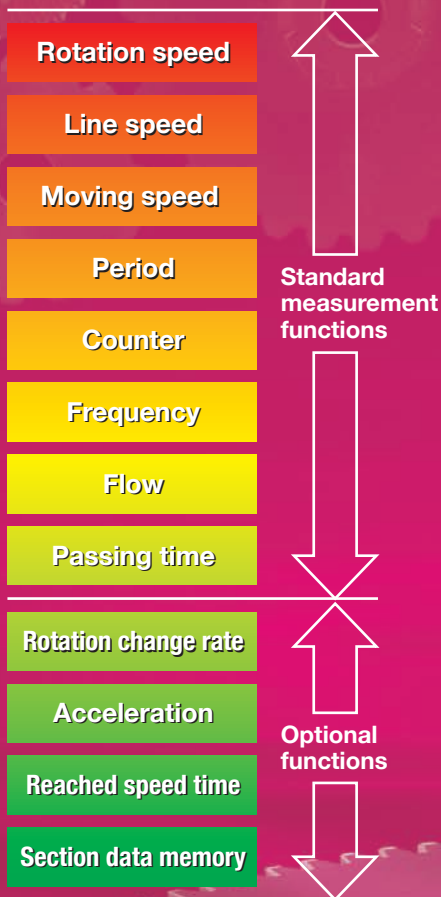 Rotation speed
Line speed
Moving speed
Period
Counter
Frequency
Flow
Passing time
Standard
measurement
functions
Rotation change rate
Acceleration
Reached speed time
Section data memory
Optional
functions